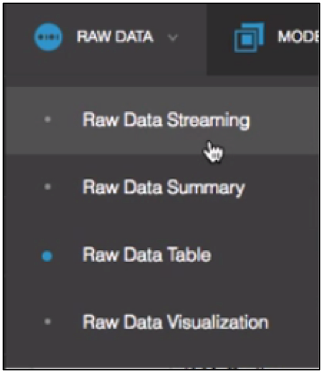 RAW DATA MODE
Raw Data Streaming
Raw Data Summary
Raw Data Table
Raw Data Visualization